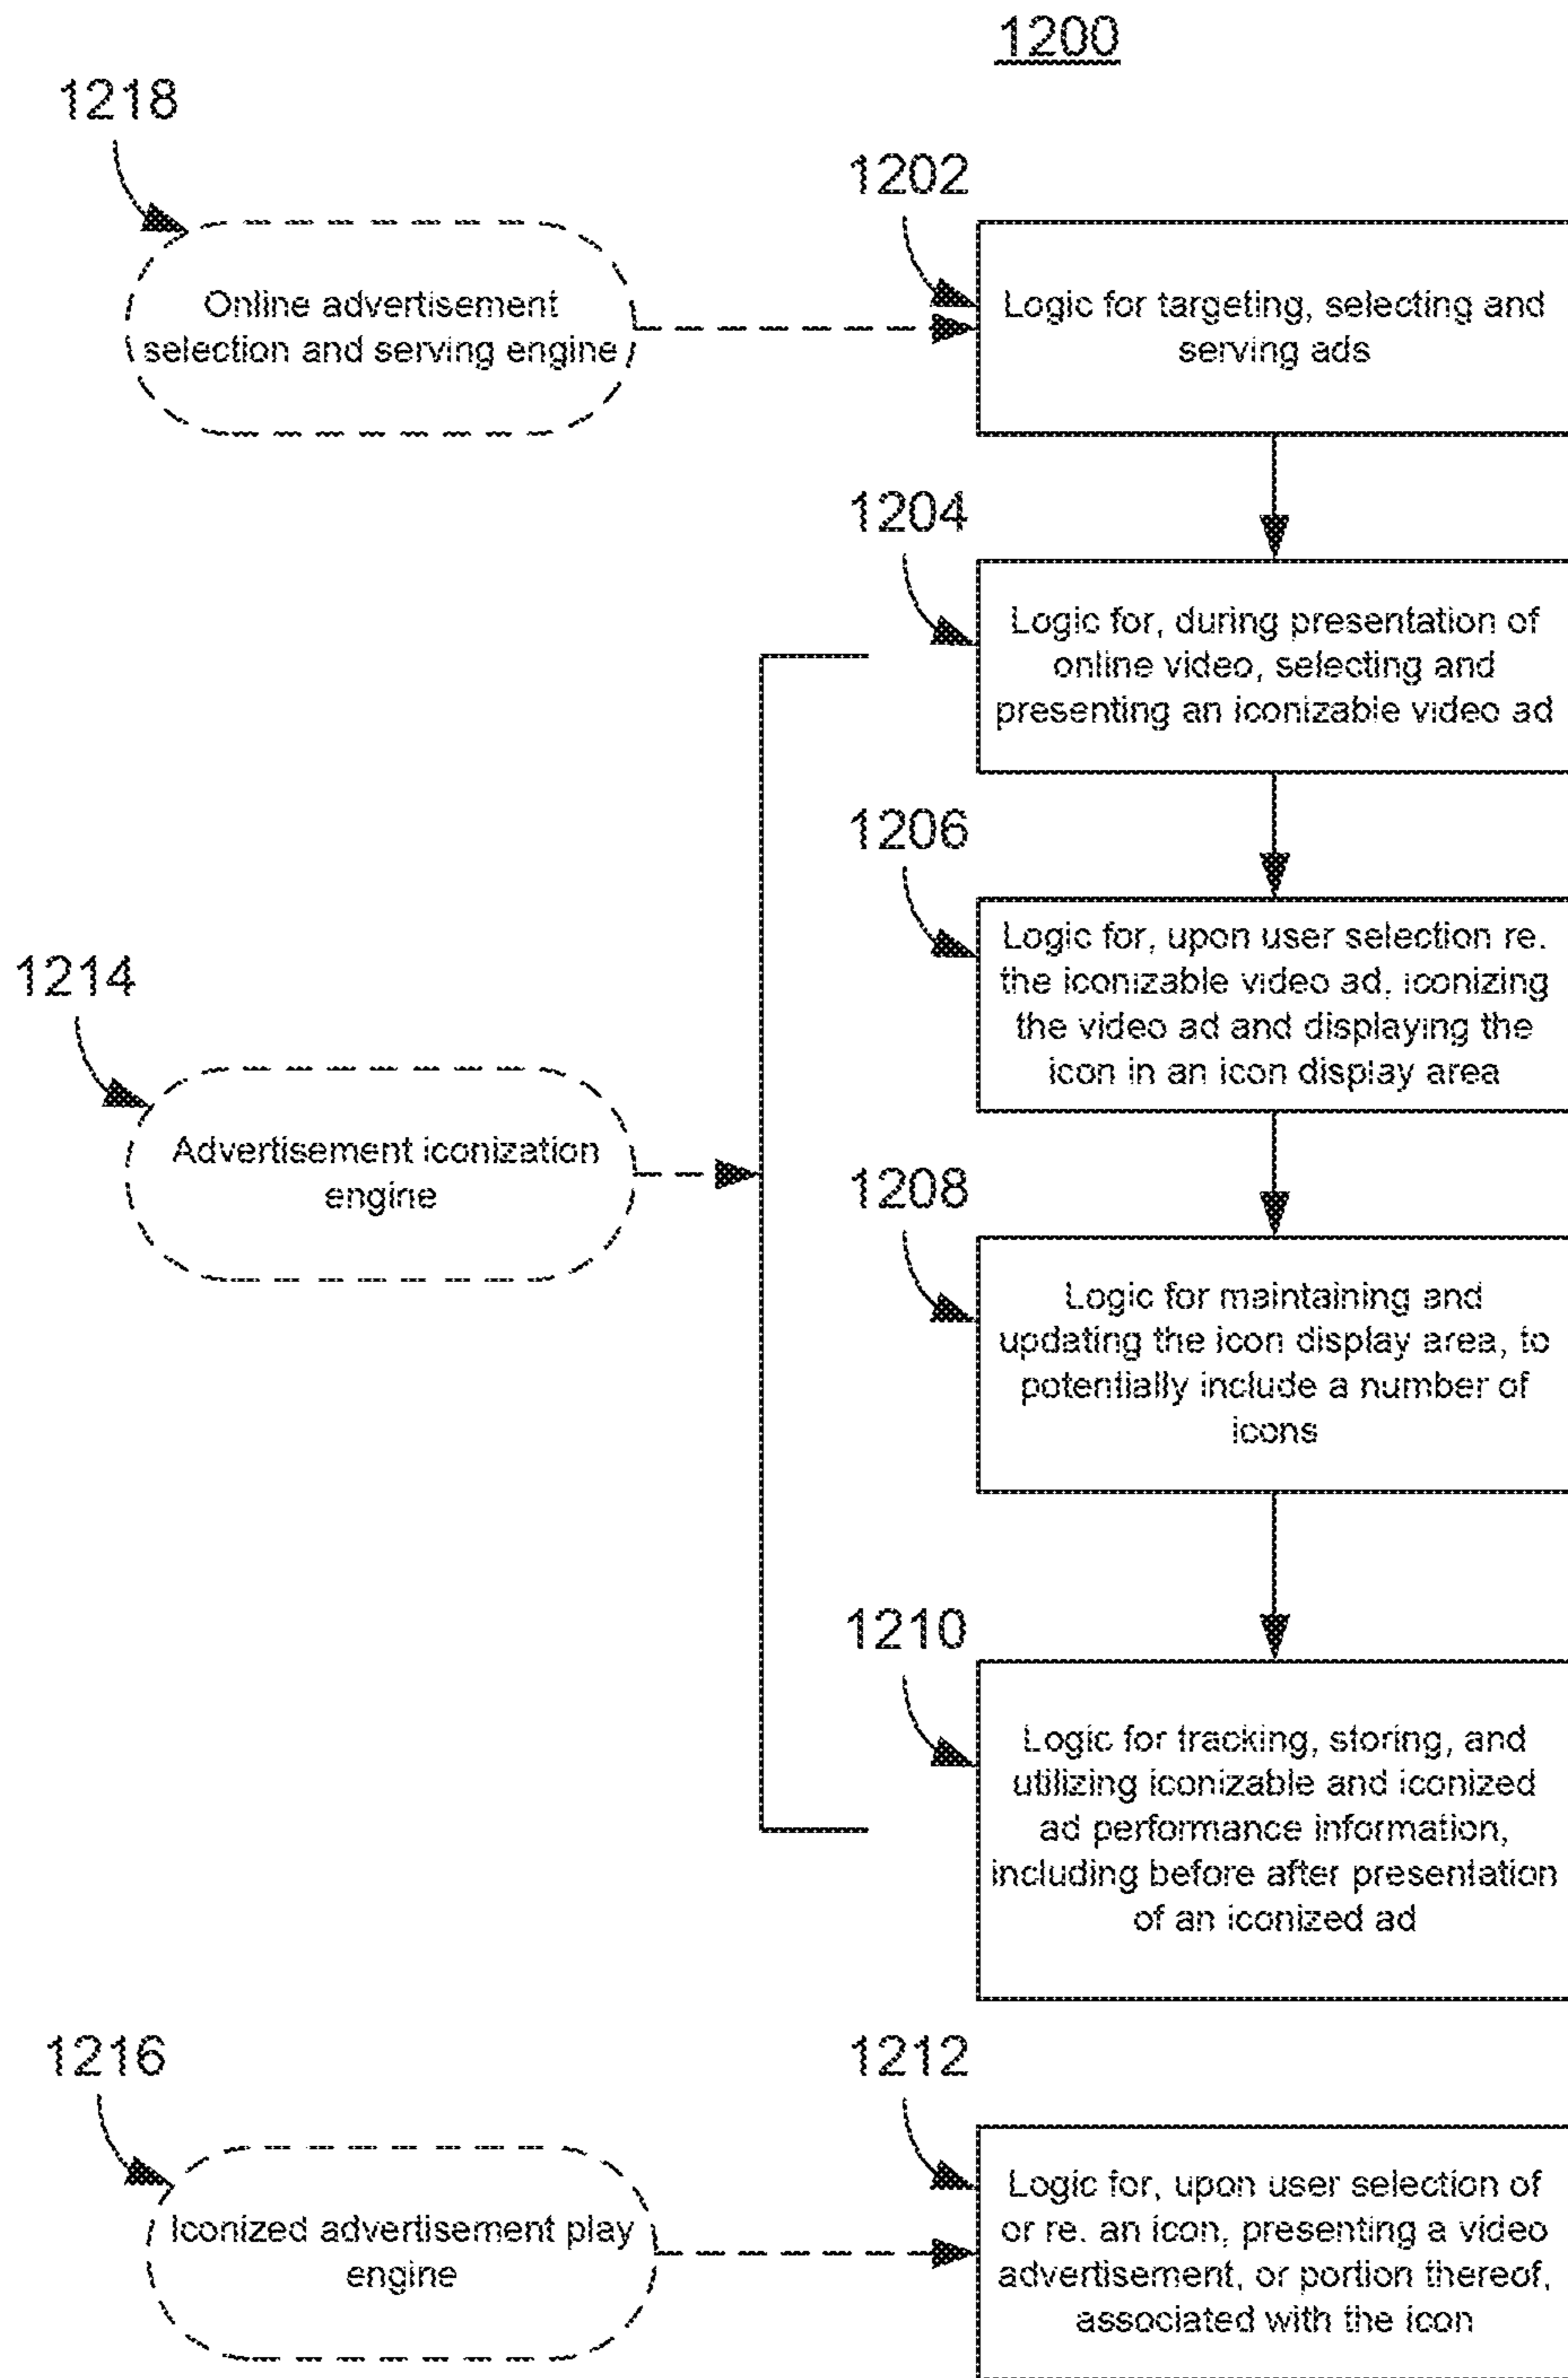 1200
1218
1202
Online advertisement
selection and serving engine
Logic for targeting, selecting and
serving ads
1204
Logic for, during presentation of
online video, selecting and
presenting an iconizable video ad
1206
Logic for, upon user selection re.
the iconizable video ad, iconizing
the video ad and displaying the
icon in an icon display area
1214
Advertisement iconization
engine
1208
Logic for maintaining and
updating the icon display area, to
potentially include a number of
icons
1210
Logic for tracking, storing, and
utilizing iconizable and iconized
ad performance information,
including before after presentation
of an iconized ad
1216
Iconized advertisement play
engine
1212
Logic for, upon user selection of
or re. an icon, presenting a video
advertisement, or portion thereof,
associated with the icon